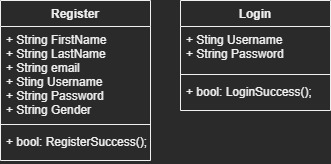 Register
+ String FirstName
+ String LastName
+ String email
+ Sting Username
+ String Password
+ String Gender
+ bool: RegisterSuccess();
Login
+ Sting Username
+ String Password
+ bool: LoginSuccess();